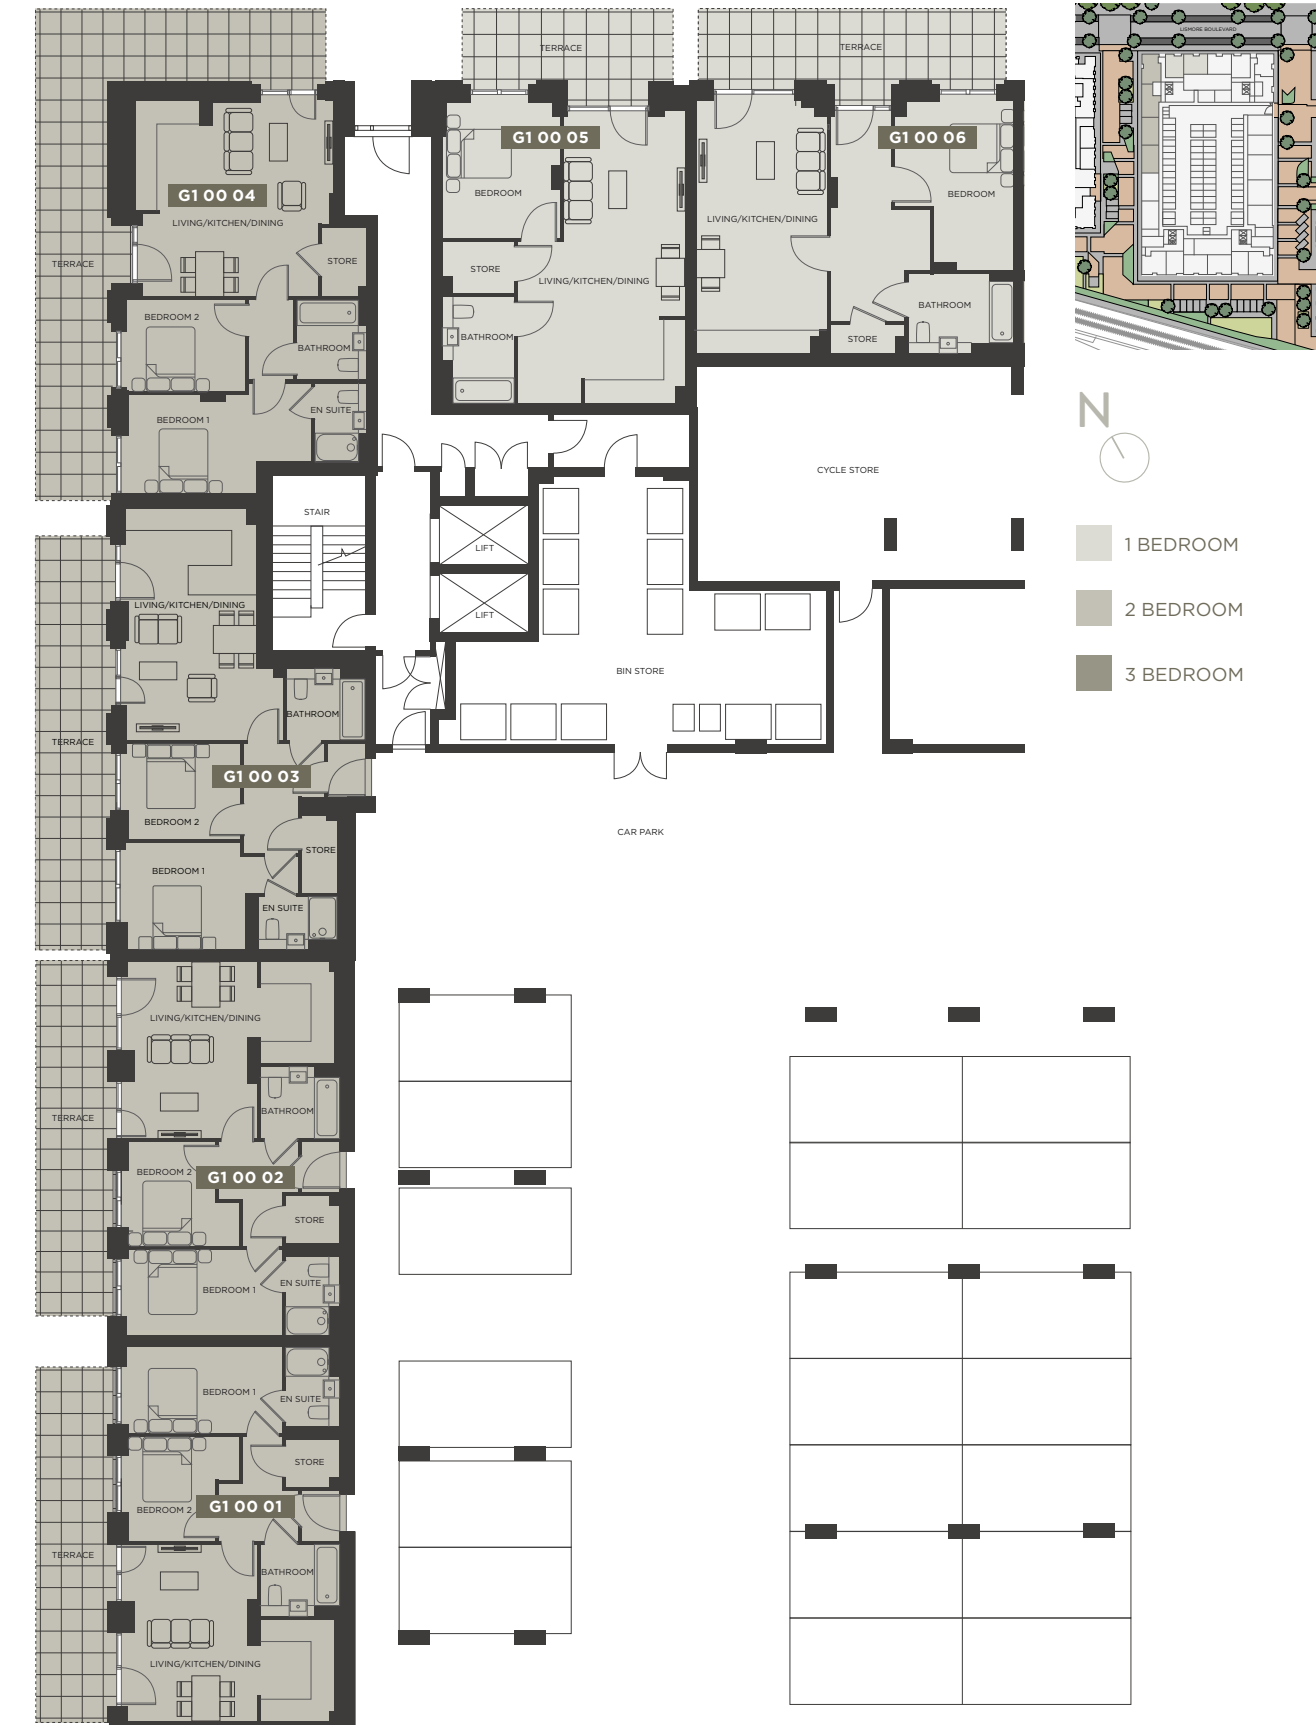 TERRACE
TERRACE
LISMORE BOULEVARD
G1 00 05
G1 00 06
G1 00 04
BEDROOM
BEDROOM
LIVING/KITCHEN/DINING
LIVING/KITCHEN/DINING
TERRACE
STORE
STORE
LIVING/KITCHEN/DINING
BEDROOM 2
BATHROOM
BATHROOM
BATHROOM
STORE
BEDROOM 1
EN SUITE
N
CYCLE STORE
STAIR
LIFT
1 BEDROOM
LIVING/KITCHEN/DINING
LIFT
2 BEDROOM
BIN STORE
3 BEDROOM
BATHROOM
TERRACE
G1 00 03
BEDROOM 2
CAR PARK
STORE
BEDROOM 1
EN SUITE
LIVING/KITCHEN/DINING
TERRACE
BATHROOM
BEDROOM 2
G1 00 02
STORE
BEDROOM 1
EN SUITE
BEDROOM 1
EN SUITE
STORE
BEDROOM 2
G1 00 01
TERRACE
BATHROOM
LIVING/KITCHEN/DINING